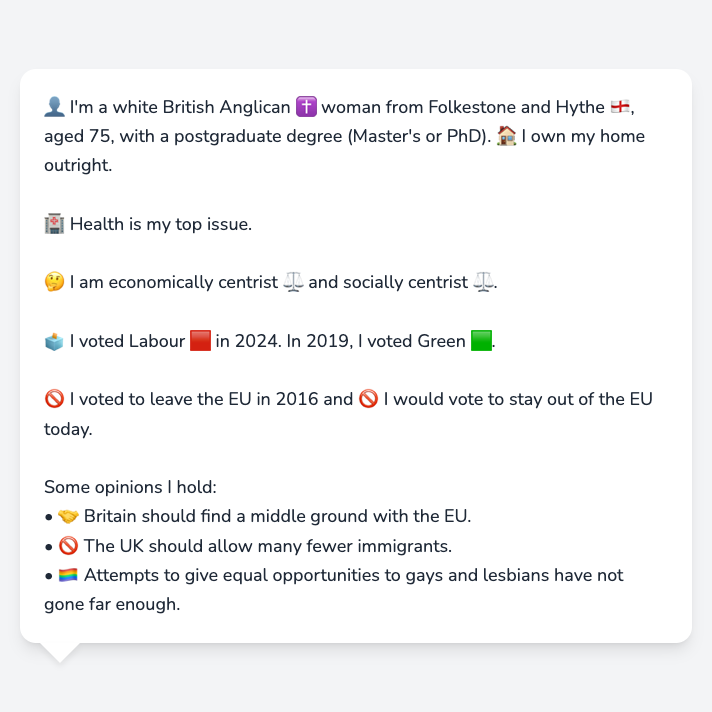 👤 I'm a white British Anglican ✝️ woman from Folkestone and Hythe 🏴󠁧󠁢󠁥󠁮󠁧󠁿,
aged 75, with a postgraduate degree (Master's or PhD). 🏠 I own my home
outright.
🏥 Health is my top issue.
🤔 I am economically centrist ⚖️ and socially centrist ⚖️.
🗳️ I voted Labour 🟥 in 2024. In 2019, I voted Green 🟩.
🚫 I voted to leave the EU in 2016 and 🚫 I would vote to stay out of the EU
today.
Some opinions I hold:
• 🤝 Britain should find a middle ground with the EU.
• 🚫 The UK should allow many fewer immigrants.
• 🏳️‍🌈 Attempts to give equal opportunities to gays and lesbians have not
gone far enough.